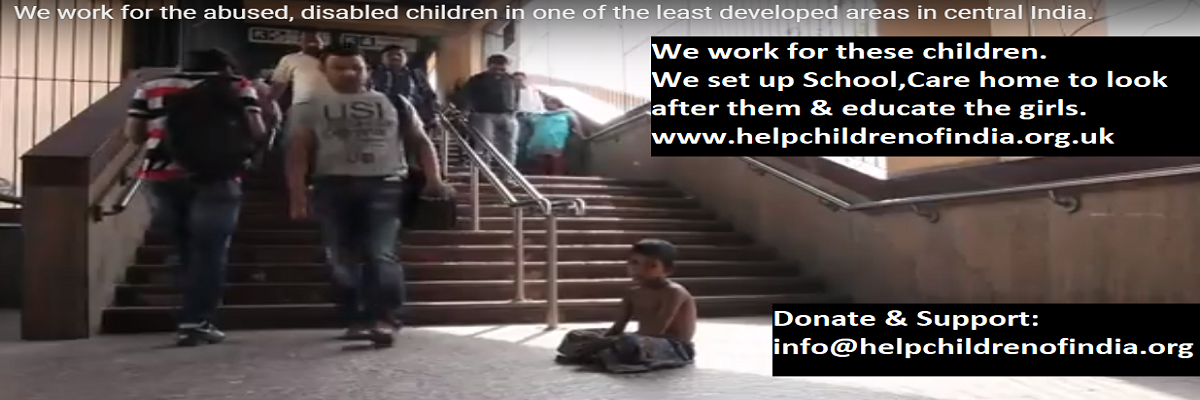 We work for the abused, disabled children in one of the least developed areas in central India.
We work for these children.
We set up School,Care home to look
after them & educate the girls.
www.helpchildrenofindia.org.uk
USI
Donate & Support:
info@helpchildrenofindia.org